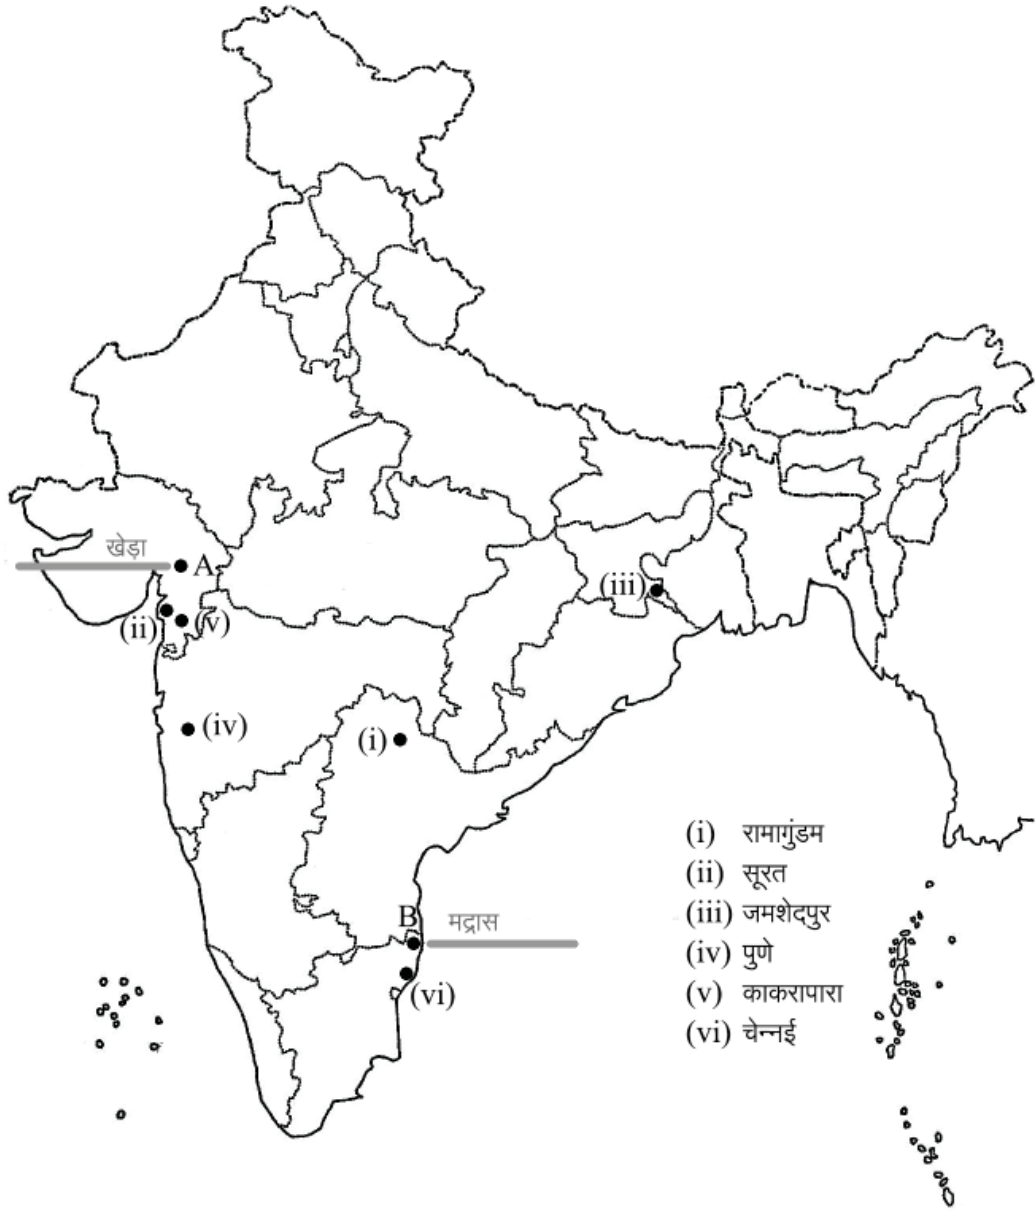 खेड़ा
A
(iii)
(ii)
(v)
(iv)
(i)
B
मद्रास
(vi)
(i) रामागुंडम
(ii) सूरत
(iii) जमशेदपुर
(iv) पुणे
(v) काकरापारा
(vi) चेन्नई